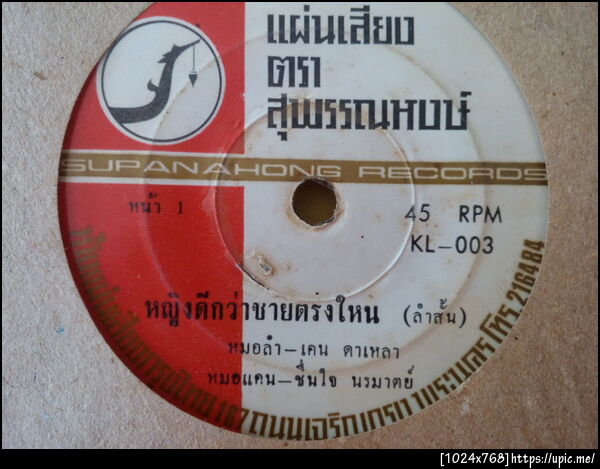 แผ่นเสียง
ตรา
สุพรรณหงษ์
SUPANAHONG RECORDS
หน้า 1
45 RPM
KL-003
หญิงดีกว่าชายตรงใหน (ลำสั้น)
หมอลำ-เคน ดาเหลา
หมอแคน-ชื่นใจ นรมาตย์
ถนนเจริญกรุง พระนคร โทร. 216484
[1024x768]https://upic.me/